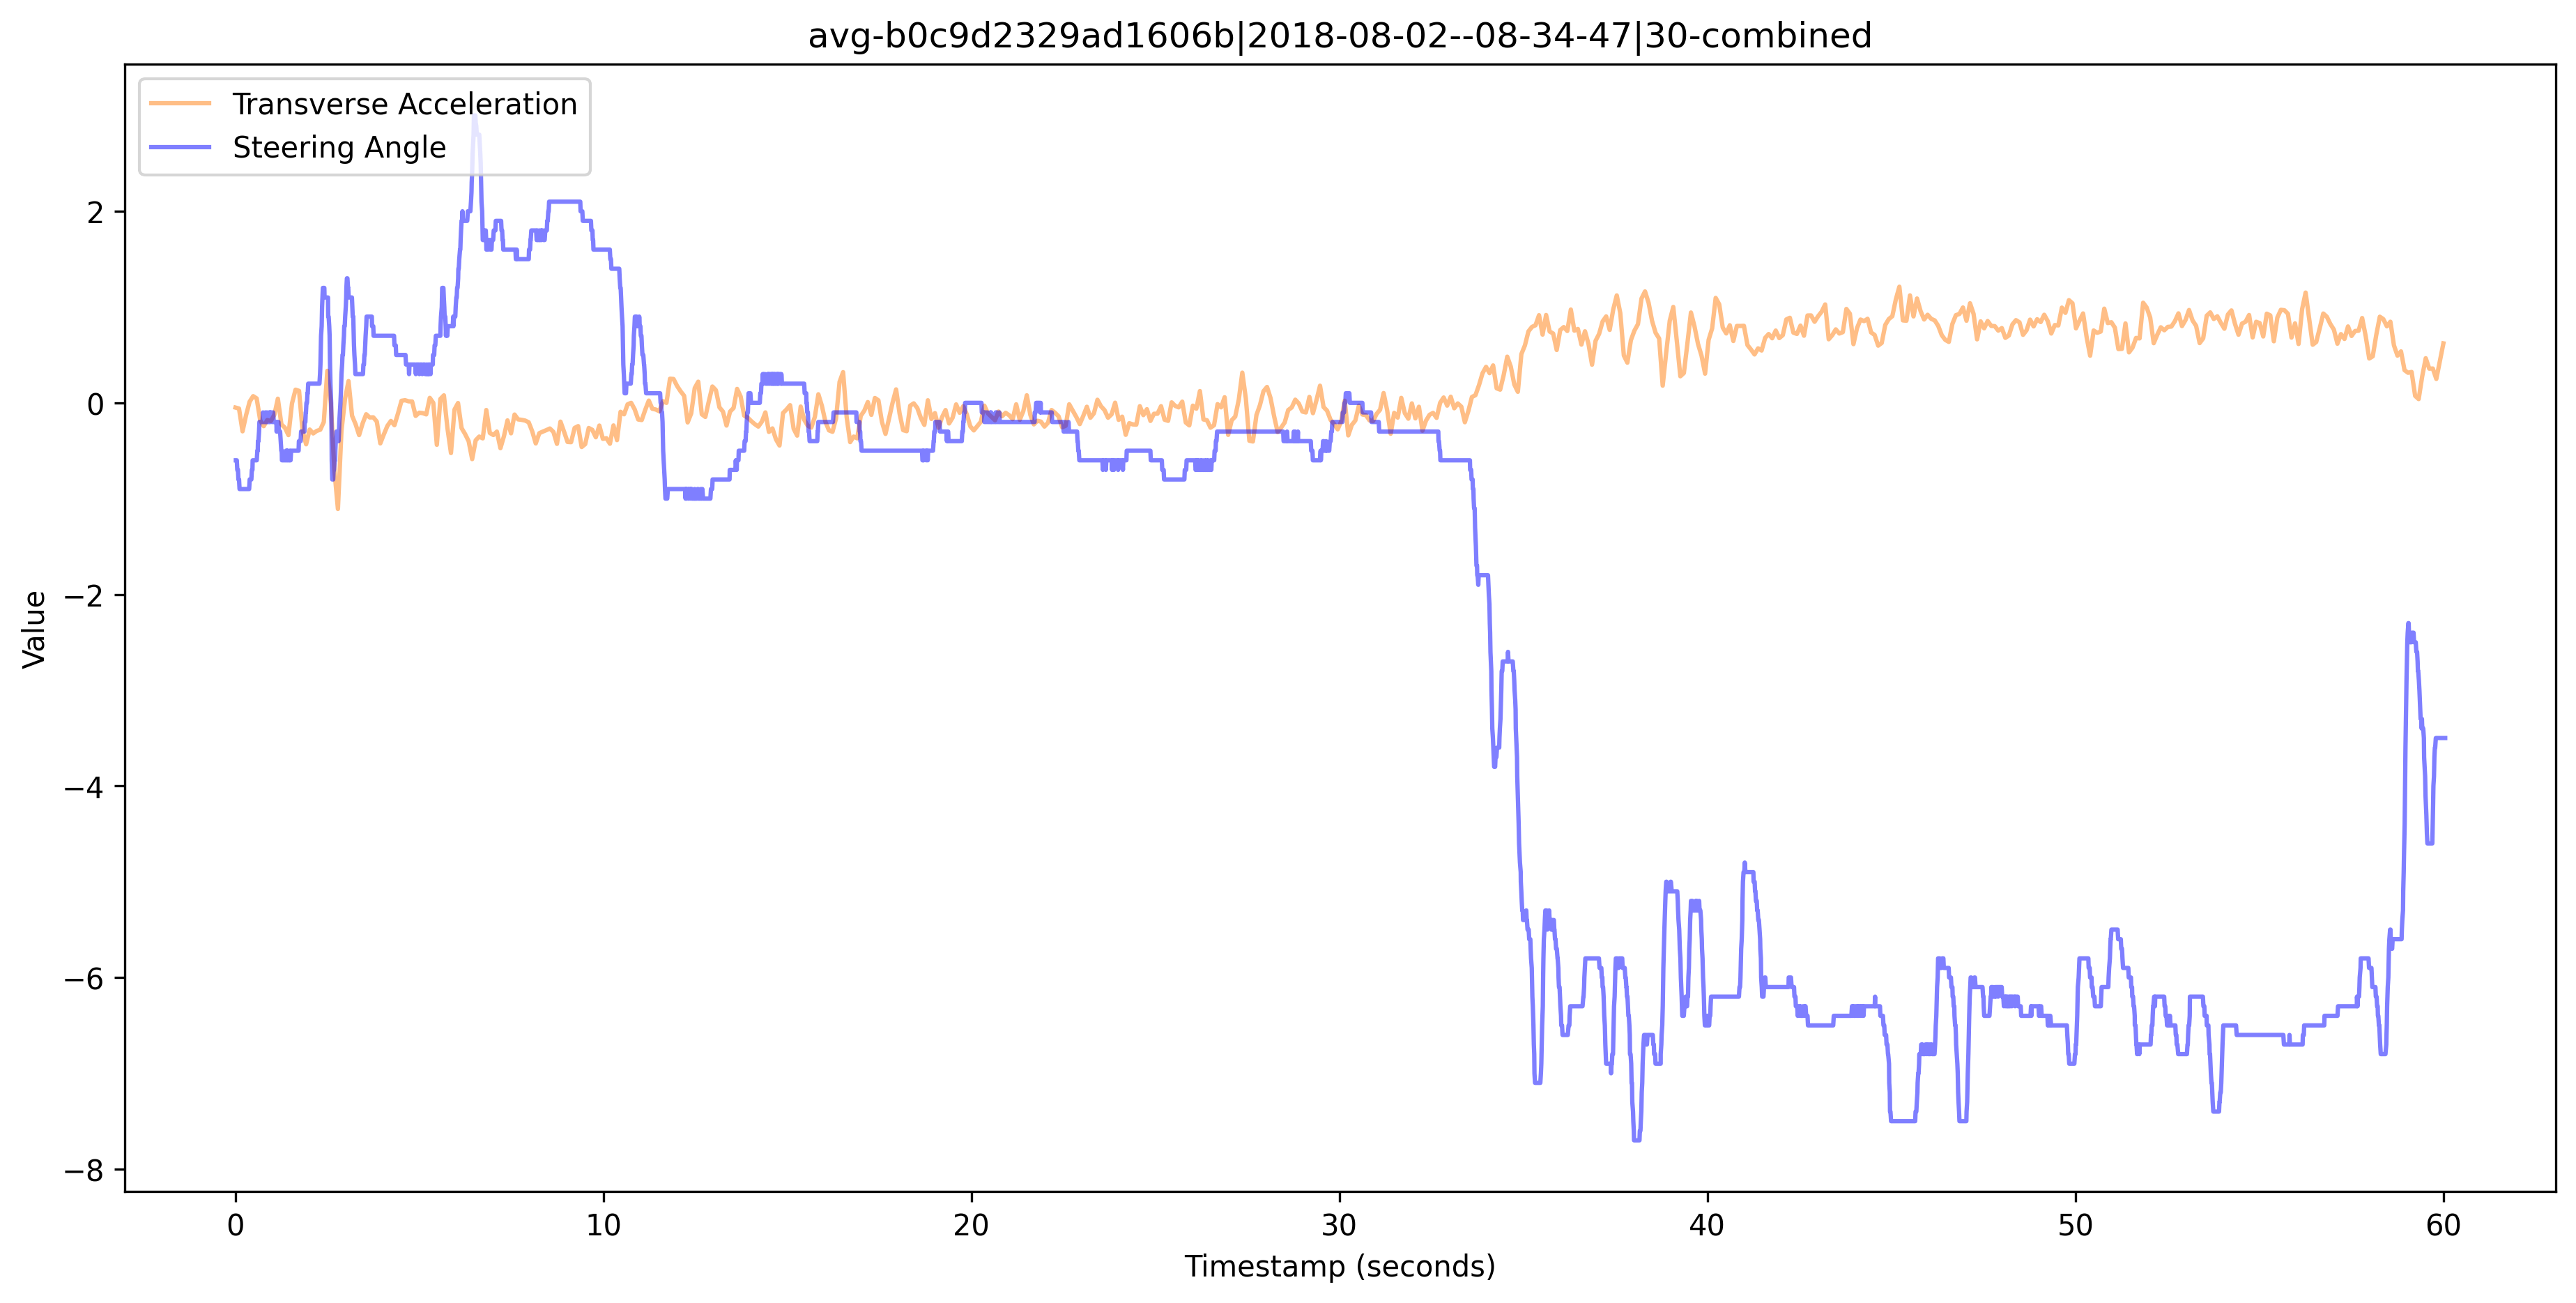 avg-b0c9d2329ad1606b|2018-08-02--08-34-47|30-combined
Transverse Acceleration
Steering Angle
Value
2
0
−2
−4
−6
−8
0 10 20 30 40 50 60
Timestamp (seconds)